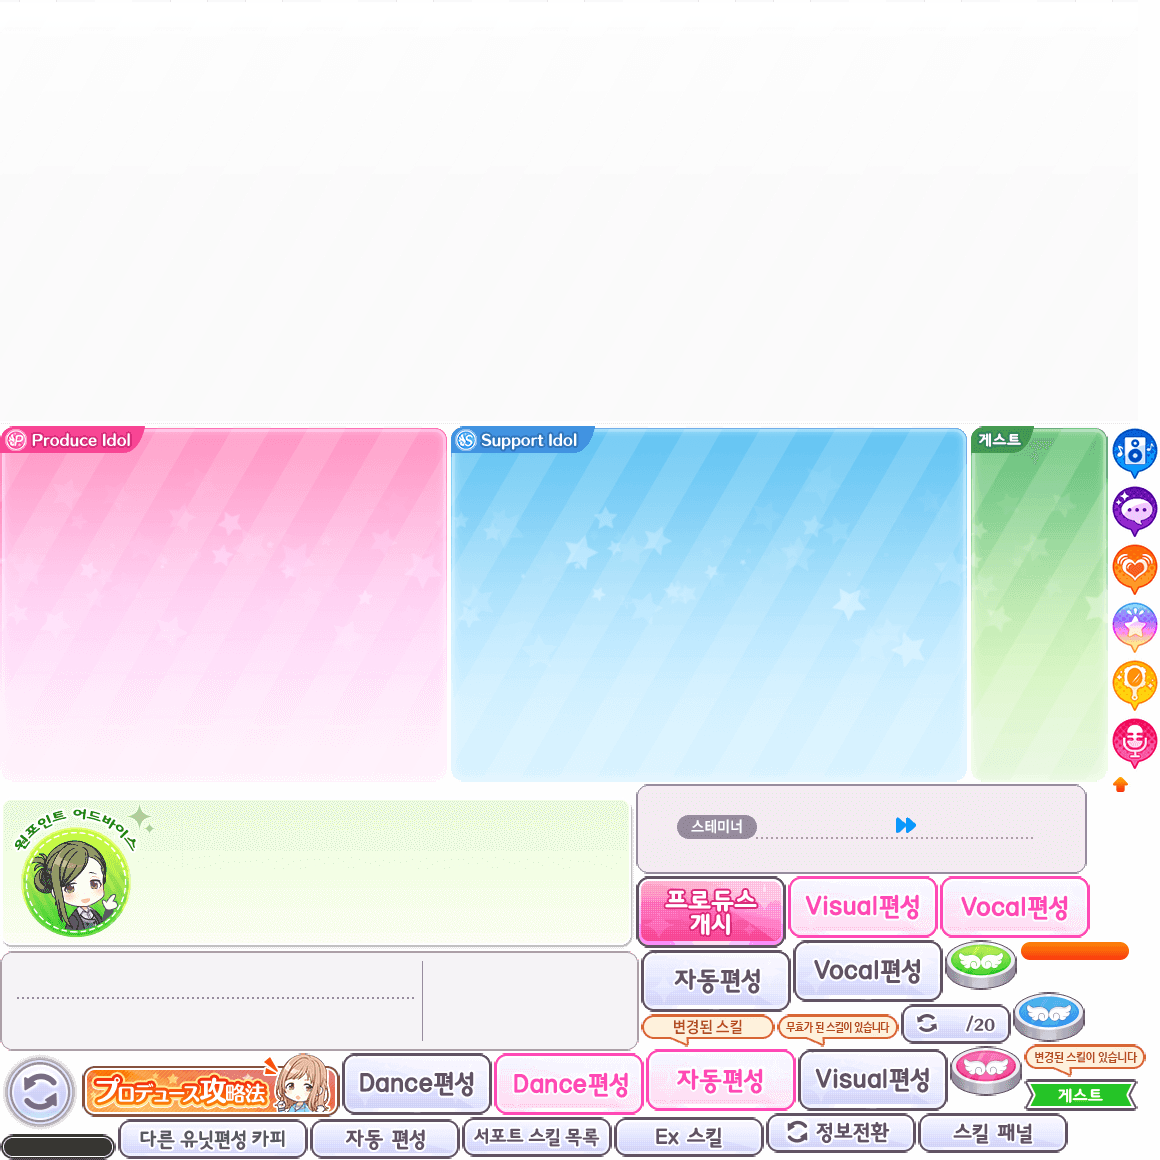 Produce Idol
Support Idol
게스트
원포인트 어드바이스
스테미너
프로듀스
개시
Visual편성
Vocal편성
자동편성
Vocal편성
변경된 스킬
무효가 된 스킬이 있습니다
/20
プロデュース攻略法
Dance편성
Dance편성
자동편성
Visual편성
변경된 스킬이 있습니다
게스트
다른 유닛편성 카피
자동 편성
서포트 스킬 목록
Ex 스킬
정보전환
스킬 패널